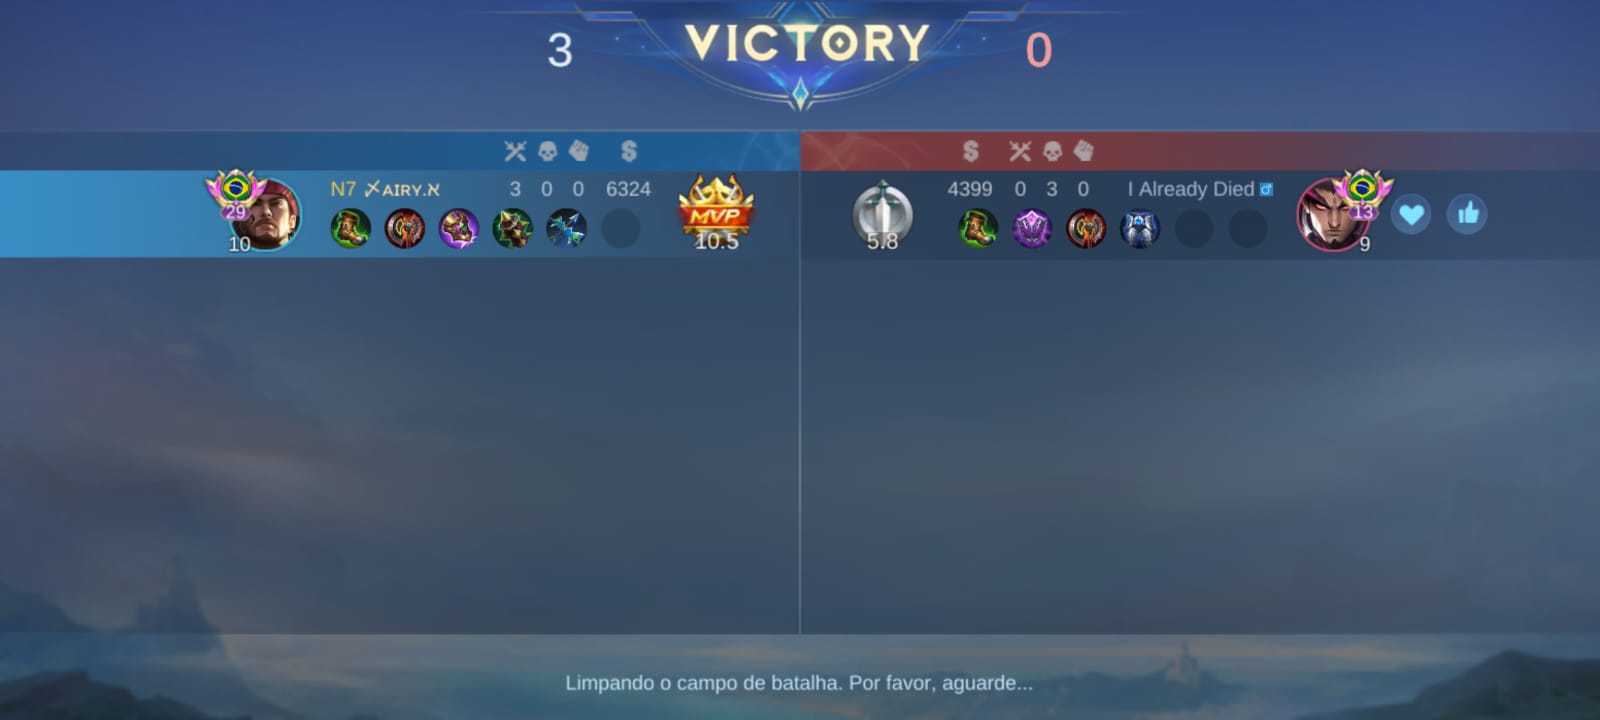 3 VICTORY 0
$ $
N7 〆AIRY.א 3 0 0 6324 MVP 4399 0 3 0 I Already Died♂
29 13
10 10.5 5.8 9
Limpando o campo de batalha. Por favor, aguarde...